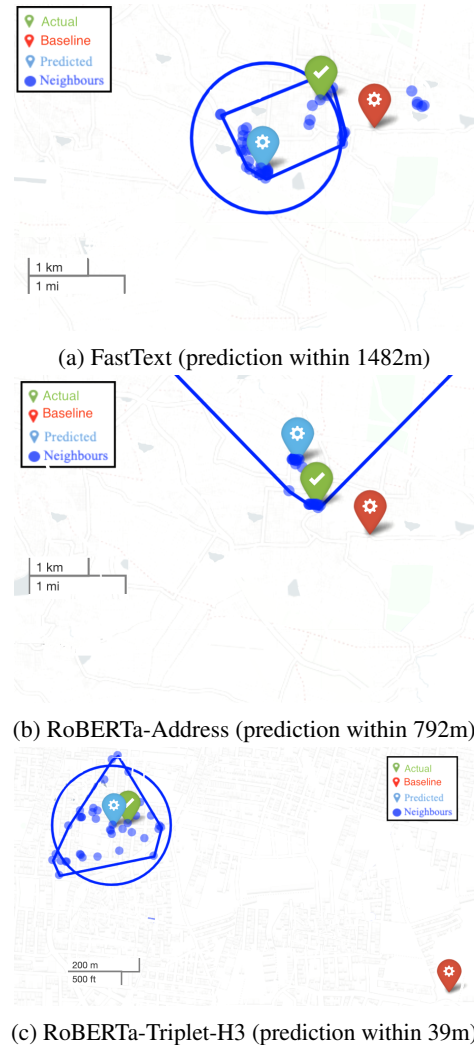 Actual
Baseline
Predicted
Neighbours
1 km
1 mi
(a) FastText (prediction within 1482m)
Actual
Baseline
Predicted
Neighbours
1 km
1 mi
(b) RoBERTa-Address (prediction within 792m)
Actual
Baseline
Predicted
Neighbours
200 m
500 ft
(c) RoBERTa-Triplet-H3 (prediction within 39m)